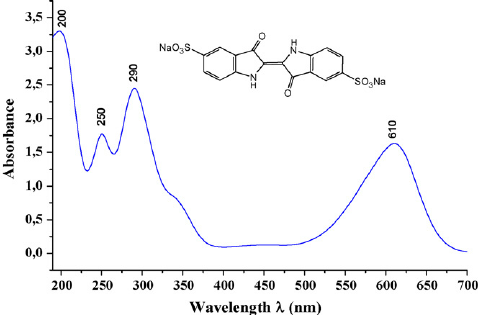 3,5
3,0
2,5
2,0
1,5
1,0
0,5
0,0
Absorbance
200
250
290
610
NaO₃S
O
HN
N
H
O
SO₃Na
200 250 300 350 400 450 500 550 600 650 700
Wavelength λ (nm)